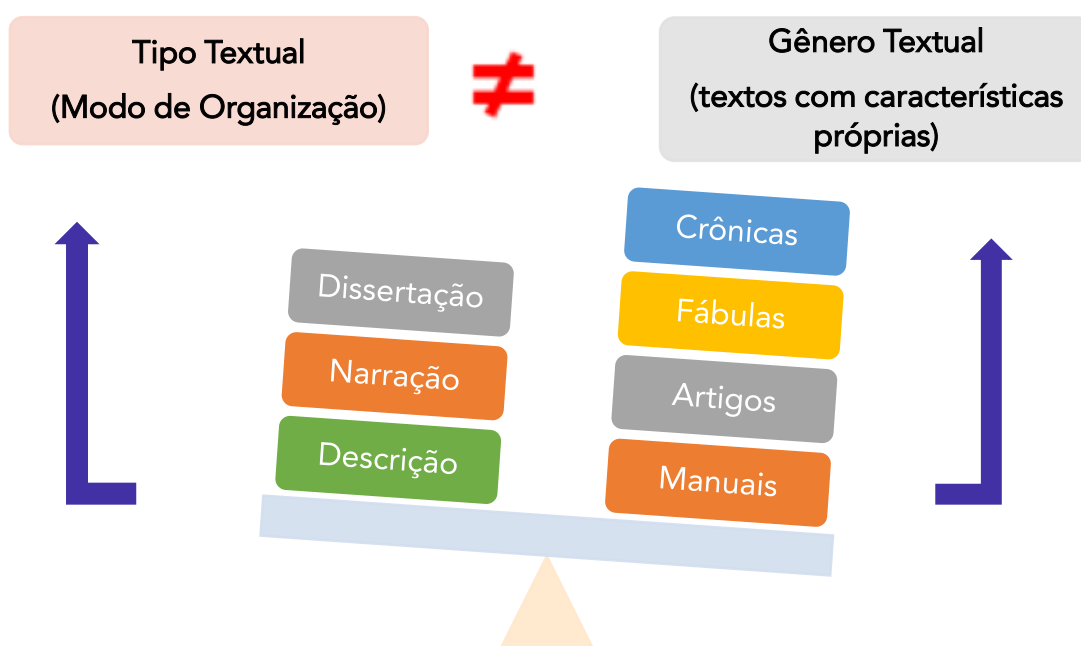 Tipo Textual
(Modo de Organização)
≠
Gênero Textual
(textos com características
próprias)
Dissertação
Narração
Descrição
Crônicas
Fábulas
Artigos
Manuais